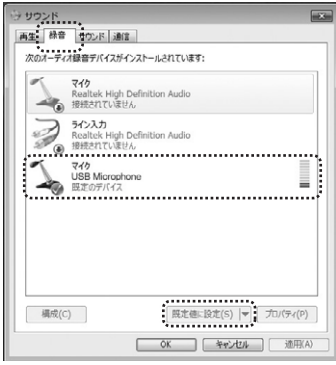 サウンド
再生 録音 サウンド 通信
次のオーディオ録音デバイスがインストールされています:
マイク
Realtek High Definition Audio
接続されていません
ライン入力
Realtek High Definition Audio
接続されていません
マイク
USB Microphone
既定のデバイス
構成(C) 既定値に設定(S) プロパティ(P)
OK キャンセル 適用(A)